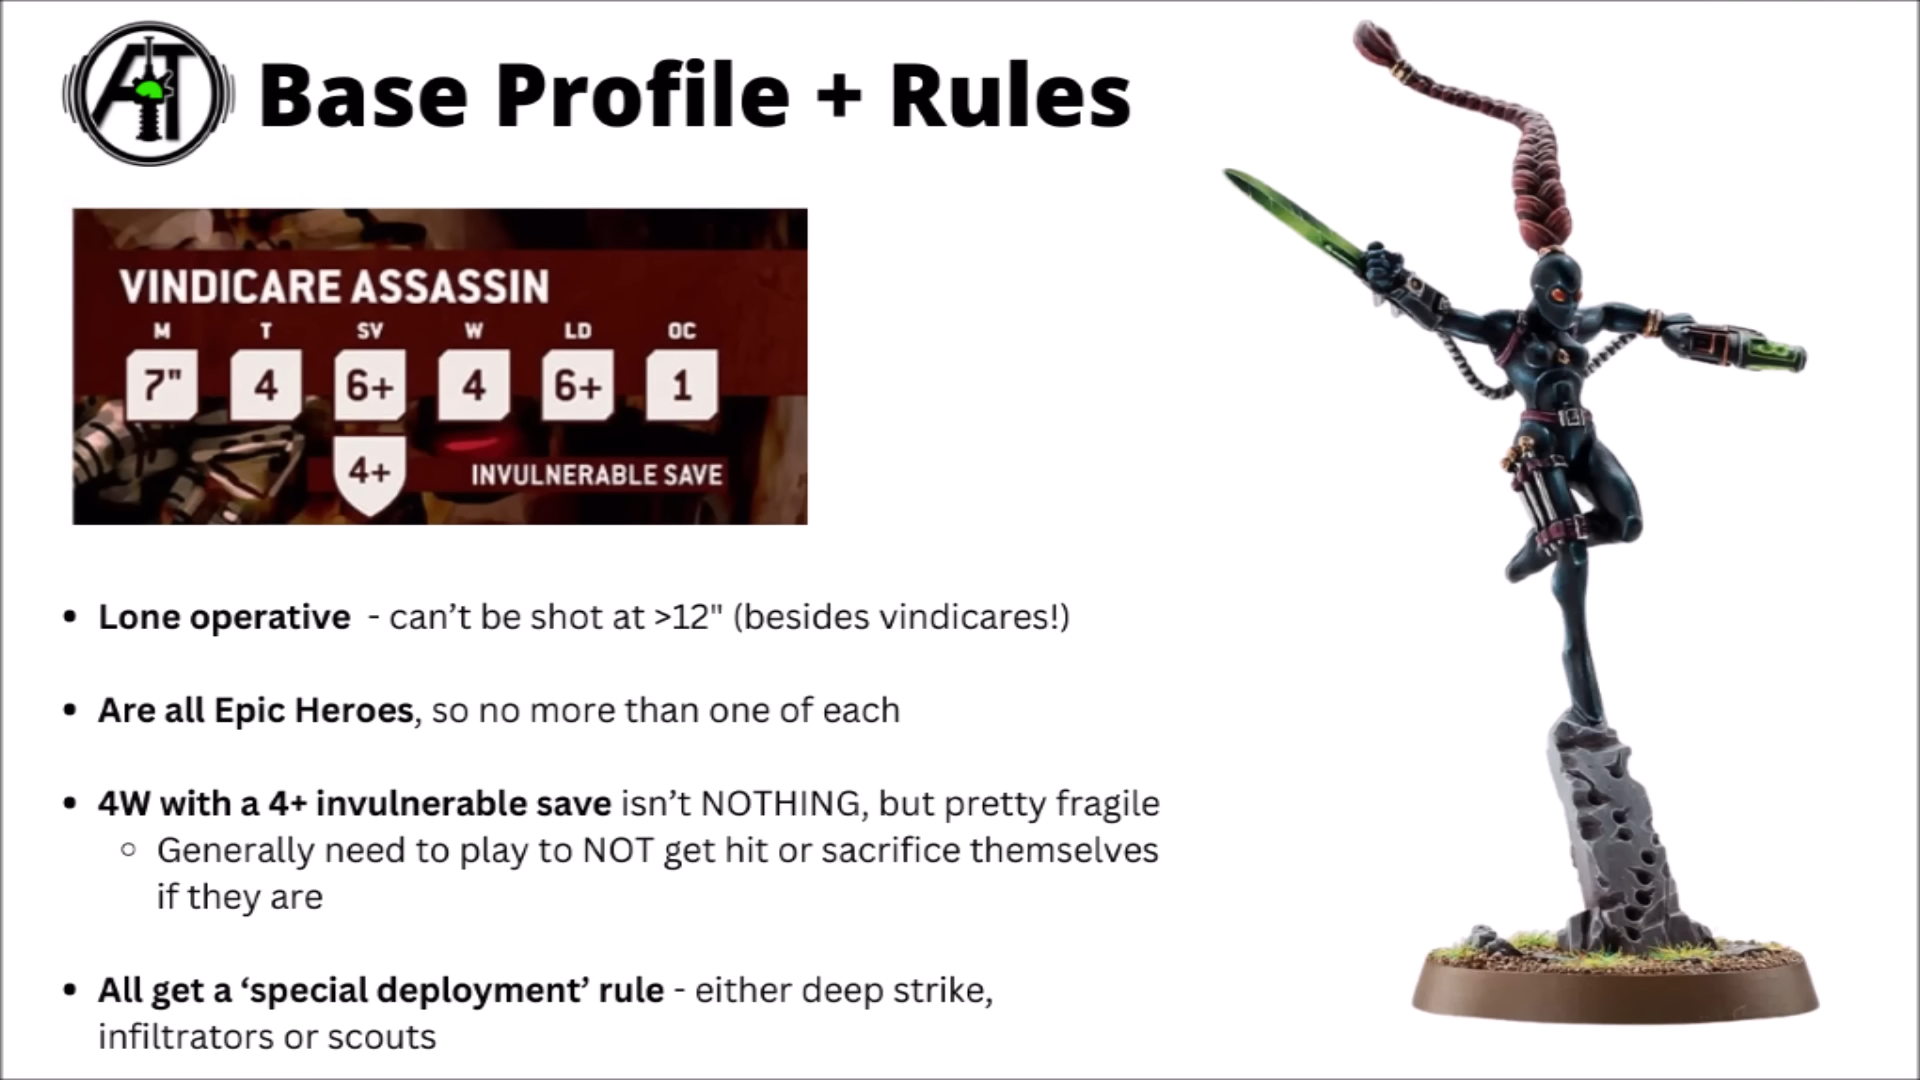 AT
Base Profile + Rules
VINDICARE ASSASSIN
M T SV W LD OC
7" 4 6+ 4 6+ 1
4+ INVULNERABLE SAVE
• Lone operative - can’t be shot at >12" (besides vindicares!)
• Are all Epic Heroes, so no more than one of each
• 4W with a 4+ invulnerable save isn’t NOTHING, but pretty fragile
○ Generally need to play to NOT get hit or sacrifice themselves
if they are
• All get a ‘special deployment’ rule - either deep strike,
infiltrators or scouts